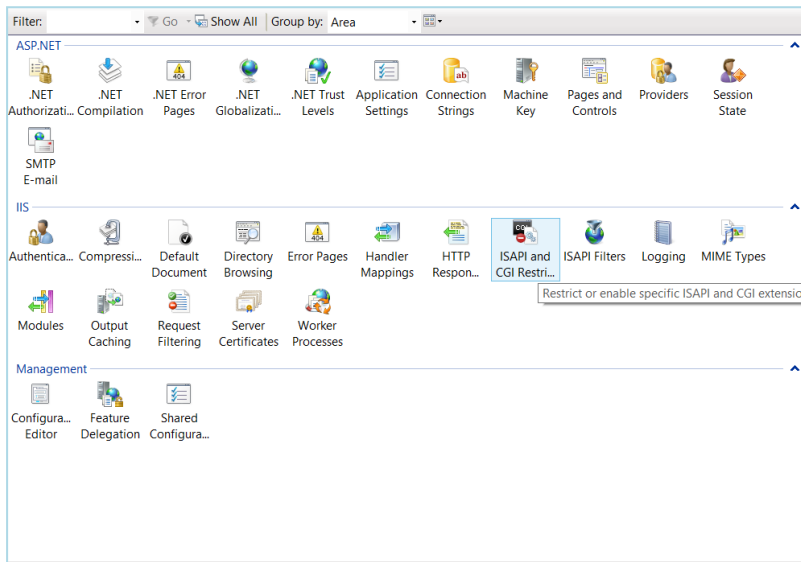 Filter: Go Show All Group by: Area
ASP.NET
.NET Authorizati... .NET Compilation .NET Error Pages .NET Globalizati... .NET Trust Levels Application Settings Connection Strings Machine Key Pages and Controls Providers Session State
SMTP E-mail
IIS
Authentica... Compressi... Default Document Directory Browsing Error Pages Handler Mappings HTTP Respon... ISAPI and CGI Restri... ISAPI Filters Logging MIME Types
Restrict or enable specific ISAPI and CGI extensio
Modules Output Caching Request Filtering Server Certificates Worker Processes
Management
Configura... Editor Feature Delegation Shared Configura...